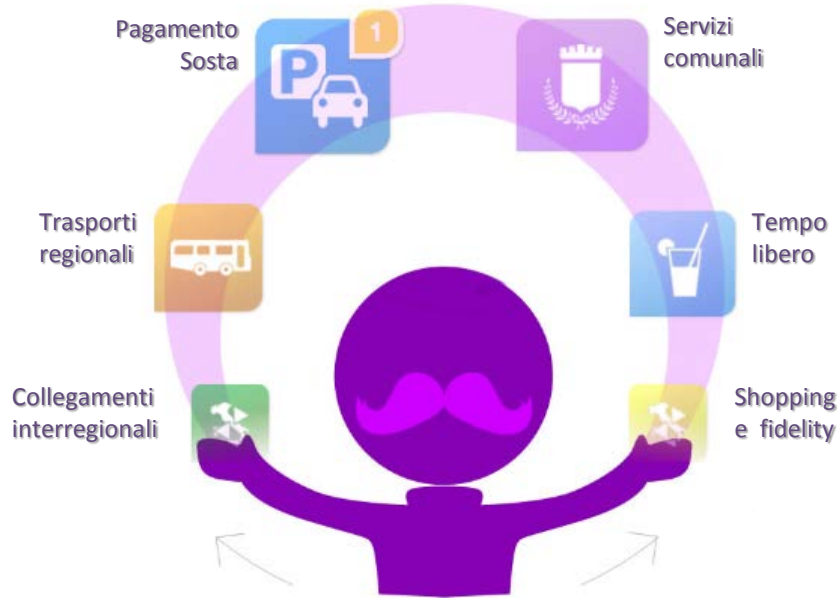 Pagamento
Sosta
P
1
Servizi
comunali
Trasporti
regionali
Tempo
libero
Collegamenti
interregionali
Shopping
e fidelity